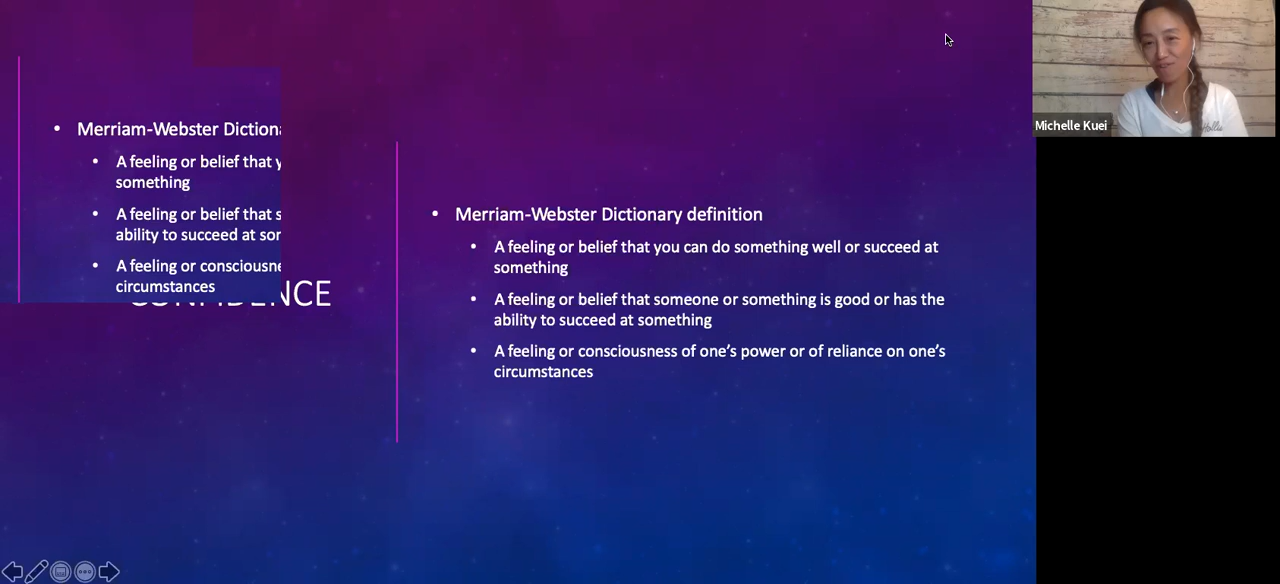 • Merriam-Webster Diction
• A feeling or belief that y
something
• A feeling or belief that s
ability to succeed at sor
• A feeling or consciousne
circumstances
CONFIDENCE
• Merriam-Webster Dictionary definition
• A feeling or belief that you can do something well or succeed at
something
• A feeling or belief that someone or something is good or has the
ability to succeed at something
• A feeling or consciousness of one’s power or of reliance on one’s
circumstances
Michelle Kuei